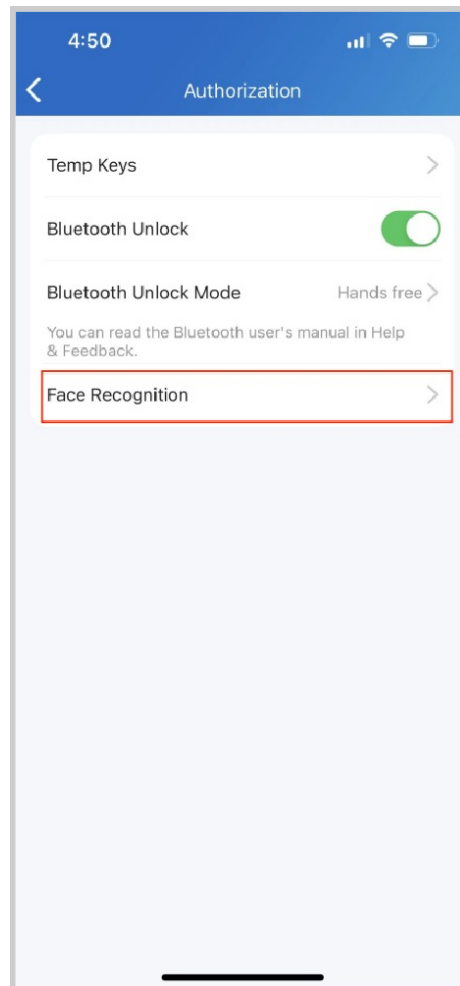 4:50
Authorization
Temp Keys
Bluetooth Unlock
Bluetooth Unlock Mode Hands free
You can read the Bluetooth user's manual in Help
& Feedback.
Face Recognition